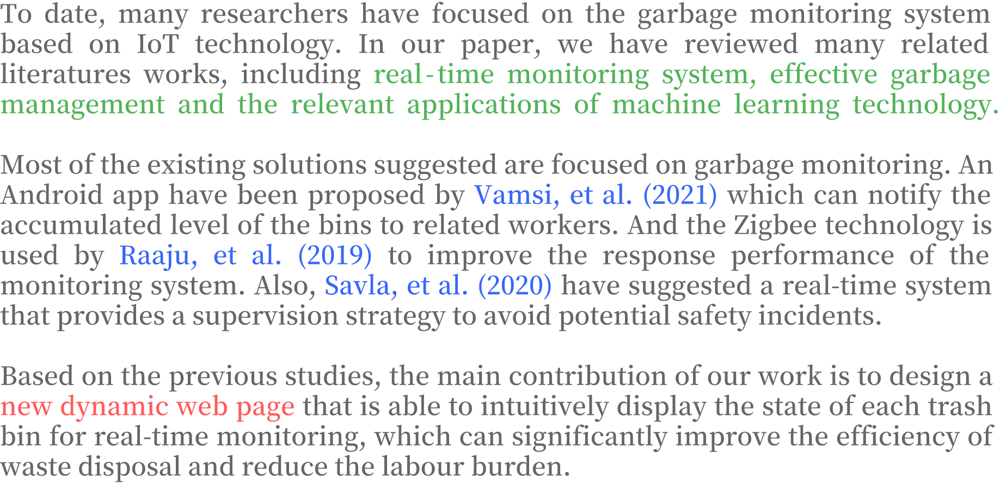 To date, many researchers have focused on the garbage monitoring system
based on IoT technology. In our paper, we have reviewed many related
literatures works, including real-time monitoring system, effective garbage
management and the relevant applications of machine learning technology.
Most of the existing solutions suggested are focused on garbage monitoring. An
Android app have been proposed by Vamsi, et al. (2021) which can notify the
accumulated level of the bins to related workers. And the Zigbee technology is
used by Raaju, et al. (2019) to improve the response performance of the
monitoring system. Also, Savla, et al. (2020) have suggested a real-time system
that provides a supervision strategy to avoid potential safety incidents.
Based on the previous studies, the main contribution of our work is to design a
new dynamic web page that is able to intuitively display the state of each trash
bin for real-time monitoring, which can significantly improve the efficiency of
waste disposal and reduce the labour burden.